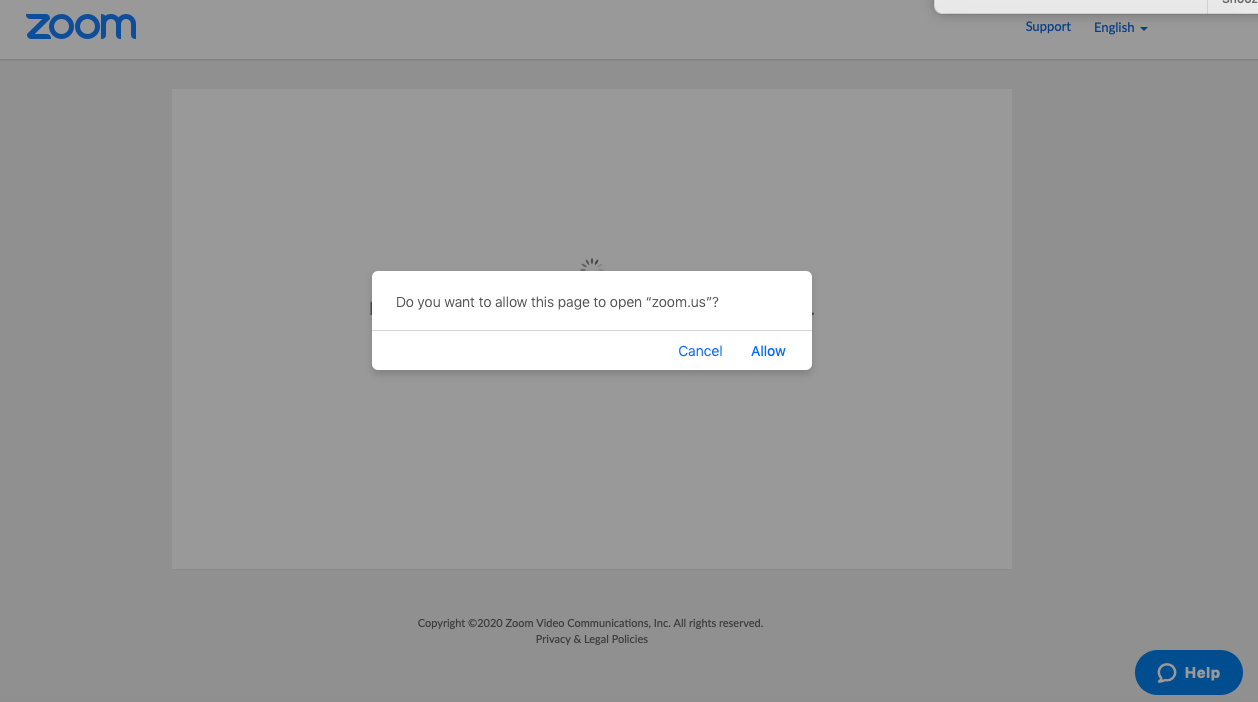 zoom
Support
English
Do you want to allow this page to open “zoom.us”?
Cancel
Allow
Copyright ©2020 Zoom Video Communications, Inc. All rights reserved.
Privacy & Legal Policies
Help